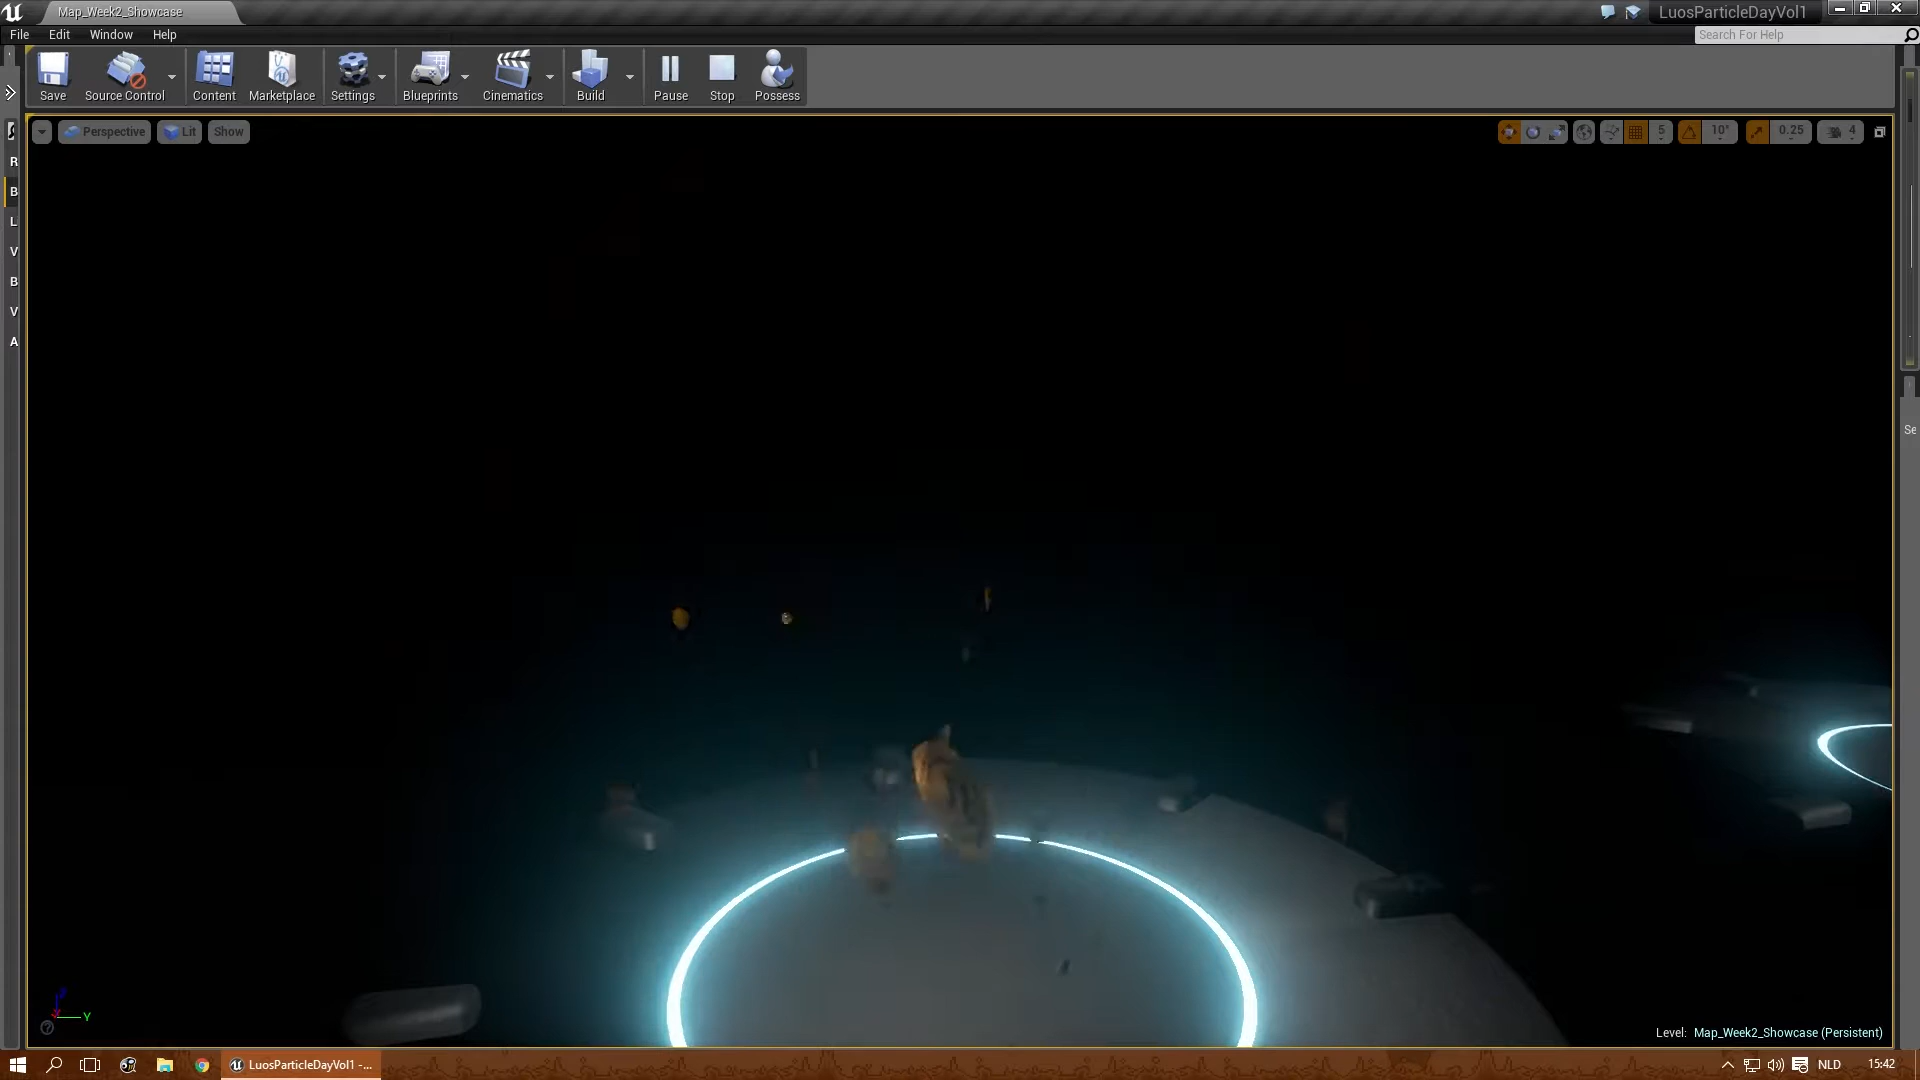 Map_Week2_Showcase
LuosParticleDayVol1
File Edit Window Help
Search For Help
Save Source Control Content Marketplace Settings Blueprints Cinematics Build Pause Stop Possess
Perspective Lit Show
5 10° 0.25 4
R
B
L
V
B
V
A
Se
Z
Y
Level: Map_Week2_Showcase (Persistent)
LuosParticleDayVol1 -...
NLD 15:42